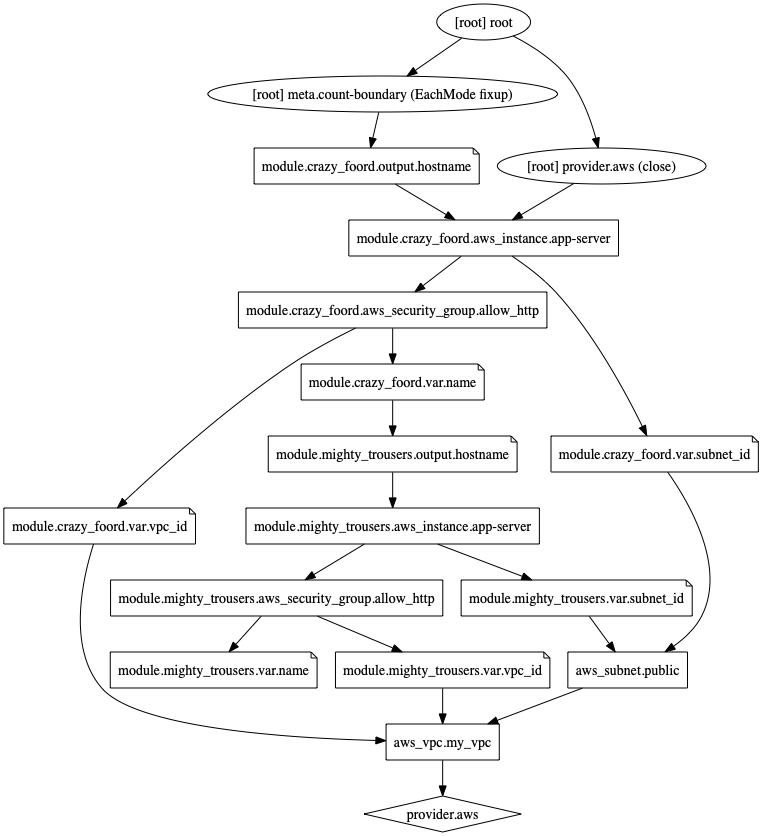 [root] root
[root] meta.count-boundary (EachMode fixup)
module.crazy_foord.output.hostname
[root] provider.aws (close)
module.crazy_foord.aws_instance.app-server
module.crazy_foord.aws_security_group.allow_http
module.crazy_foord.var.name
module.mighty_trousers.output.hostname
module.crazy_foord.var.subnet_id
module.crazy_foord.var.vpc_id
module.mighty_trousers.aws_instance.app-server
module.mighty_trousers.aws_security_group.allow_http
module.mighty_trousers.var.subnet_id
module.mighty_trousers.var.name
module.mighty_trousers.var.vpc_id
aws_subnet.public
aws_vpc.my_vpc
provider.aws